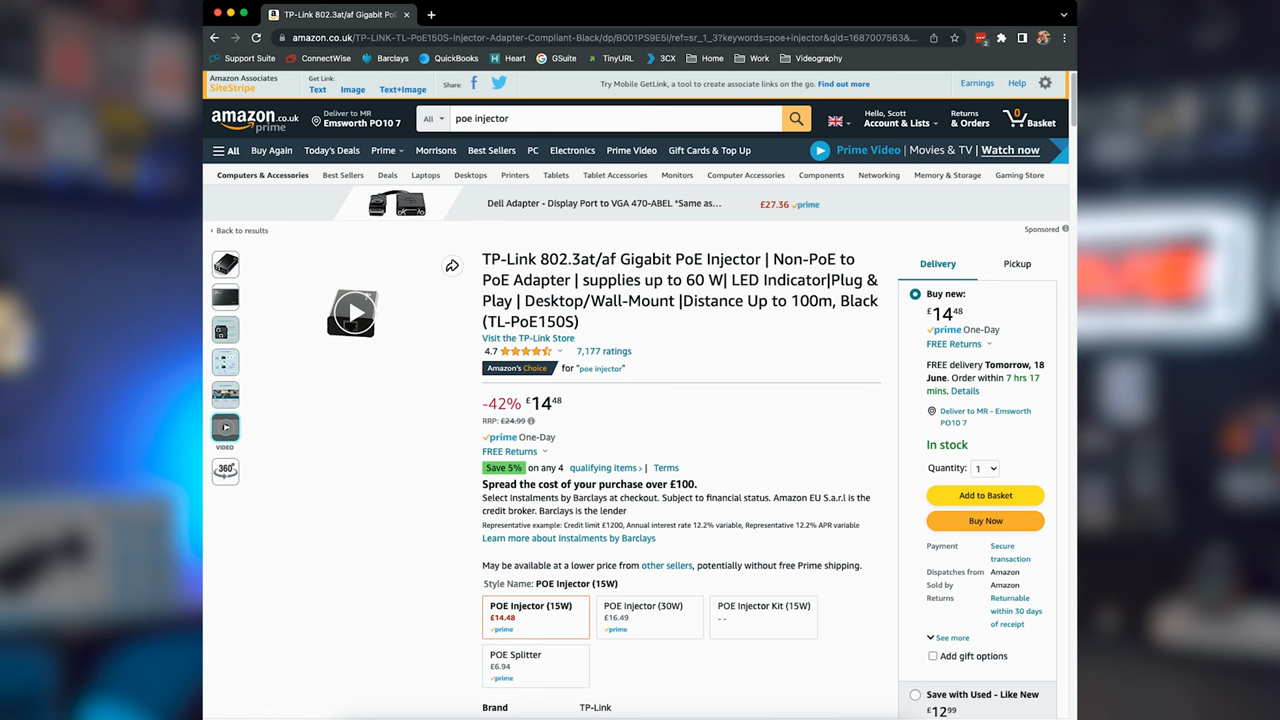 TP-Link 802.3at/af Gigabit PoE
amazon.co.uk/TP-LINK-TL-PoE150S-Injector-Adapter-Compliant-Black/dp/B001PS9E5I/ref=sr_1_3?keywords=poe+injector&qid=1687007563&...
2
Support Suite ConnectWise Barclays QuickBooks Heart GSuite TinyURL 3CX Home Work Videography
Amazon Associates
SiteStripe
Get Link:
Text Image Text+Image
Share:
Try Mobile GetLink, a tool to create associate links on the go. Find out more
Earnings Help
amazon.co.uk
prime
Deliver to MR
Emsworth PO10 7
All
poe injector
Hello, Scott
Account & Lists
Returns
& Orders
0
Basket
All Buy Again Today's Deals Prime Morrisons Best Sellers PC Electronics Prime Video Gift Cards & Top Up
Prime Video | Movies & TV | Watch now
Computers & Accessories Best Sellers Deals Laptops Desktops Printers Tablets Tablet Accessories Monitors Computer Accessories Components Networking Memory & Storage Gaming Store
Dell Adapter - Display Port to VGA 470-ABEL *Same as... £27.36 prime
‹ Back to results
Sponsored
TP-Link 802.3at/af Gigabit PoE Injector | Non-PoE to
PoE Adapter | supplies up to 60 W| LED Indicator|Plug &
Play | Desktop/Wall-Mount |Distance Up to 100m, Black
(TL-PoE150S)
Visit the TP-Link Store
4.7 7,177 ratings
Amazon's Choice for "poe injector"
-42% £14 48
RRP: £24.99
prime One-Day
FREE Returns
Save 5% on any 4 qualifying items › | Terms
Spread the cost of your purchase over £100.
Select Instalments by Barclays at checkout. Subject to financial status. Amazon EU S.a.r.l is the
credit broker. Barclays is the lender
Representative example: Credit limit £1200, Annual interest rate 12.2% variable, Representative 12.2% APR variable
Learn more about Instalments by Barclays
May be available at a lower price from other sellers, potentially without free Prime shipping.
Style Name: POE Injector (15W)
POE Injector (15W)
£14.48
prime
POE Injector (30W)
£16.49
prime
POE Injector Kit (15W)
--
POE Splitter
£6.94
prime
Brand TP-Link
VIDEO
360°
Delivery Pickup
Buy new:
£14 48
prime One-Day
FREE Returns
FREE delivery Tomorrow, 18
June. Order within 7 hrs 17
mins. Details
Deliver to MR - Emsworth
PO10 7
In stock
Quantity: 1
Add to Basket
Buy Now
Payment Secure
transaction
Dispatches from Amazon
Sold by Amazon
Returns Returnable
within 30 days
of receipt
See more
Add gift options
Save with Used - Like New
£12 99